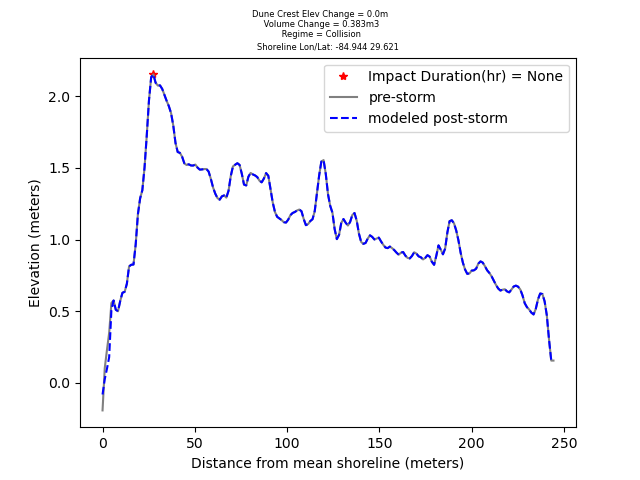 Dune Crest Elev Change = 0.0m
Volume Change = 0.383m3
Regime = Collision
Shoreline Lon/Lat: -84.944 29.621
Impact Duration(hr) = None
pre-storm
modeled post-storm
2.0
1.5
1.0
0.5
0.0
Elevation (meters)
0 50 100 150 200 250
Distance from mean shoreline (meters)